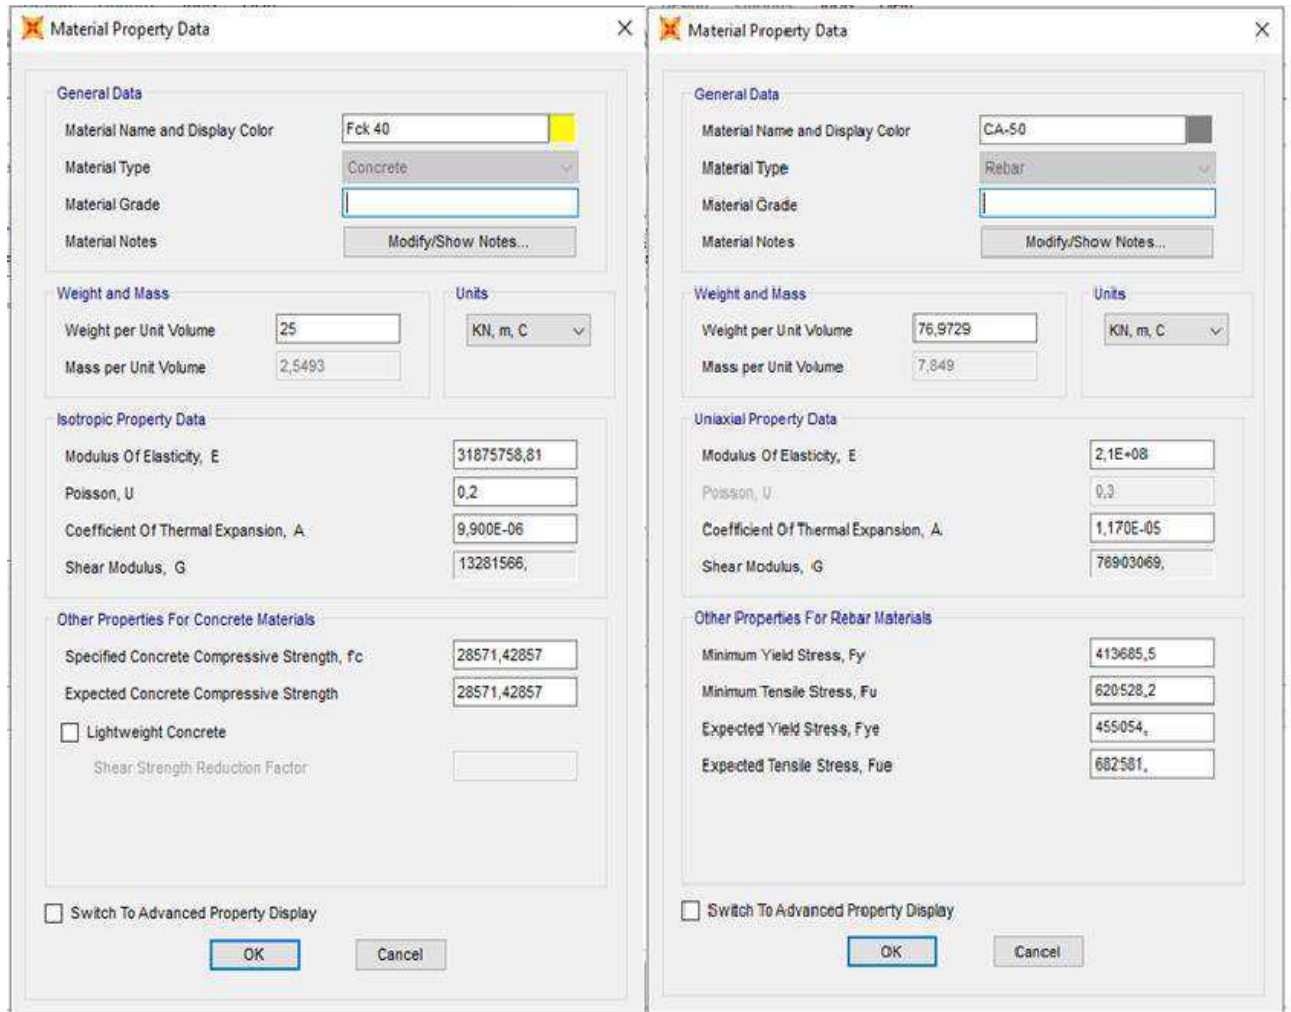 Material Property Data
General Data
Material Name and Display Color Fck 40
Material Type Concrete
Material Grade
Material Notes Modify/Show Notes...
Weight and Mass Units
Weight per Unit Volume 25 KN, m, C
Mass per Unit Volume 2,5493
Isotropic Property Data
Modulus Of Elasticity, E 31875758,81
Poisson, U 0,2
Coefficient Of Thermal Expansion, A 9,900E-06
Shear Modulus, G 13281566,
Other Properties For Concrete Materials
Specified Concrete Compressive Strength, f'c 28571,42857
Expected Concrete Compressive Strength 28571,42857
Lightweight Concrete
Shear Strength Reduction Factor
Switch To Advanced Property Display
OK Cancel
Material Property Data
General Data
Material Name and Display Color CA-50
Material Type Rebar
Material Grade
Material Notes Modify/Show Notes...
Weight and Mass Units
Weight per Unit Volume 76,9729 KN, m, C
Mass per Unit Volume 7,849
Uniaxial Property Data
Modulus Of Elasticity, E 2,1E+08
Poisson, U 0,3
Coefficient Of Thermal Expansion, A 1,170E-05
Shear Modulus, G 76903069,
Other Properties For Rebar Materials
Minimum Yield Stress, Fy 413685,5
Minimum Tensile Stress, Fu 620528,2
Expected Yield Stress, Fye 455054,
Expected Tensile Stress, Fue 682581,
Switch To Advanced Property Display
OK Cancel